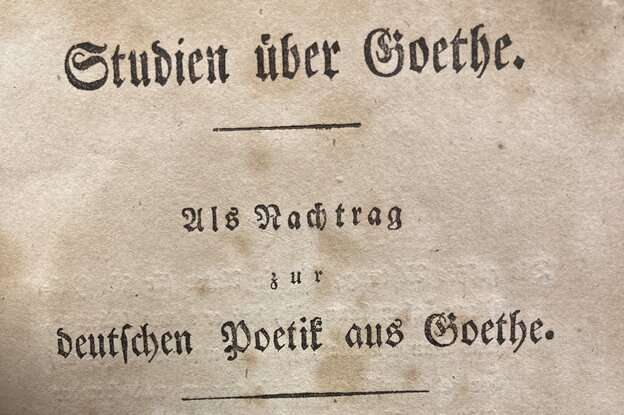 Studien über Goethe.
Als Nachtrag
zur
deutſchen Poetik aus Goethe.